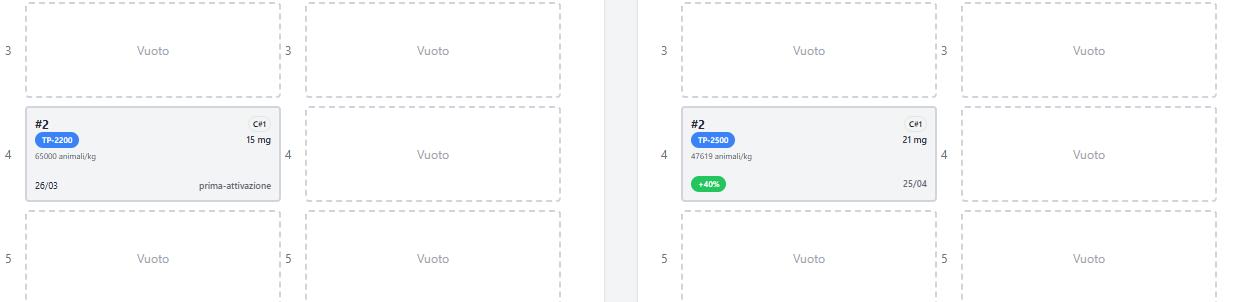 3 Vuoto 3 Vuoto
#2 C#1
TP-2200 15 mg
65000 animali/kg
4 4 Vuoto
26/03 prima-attivazione
5 Vuoto 5 Vuoto
3 Vuoto 3 Vuoto
#2 C#1
TP-2500 21 mg
47619 animali/kg
4 4 Vuoto
+40% 25/04
5 Vuoto 5 Vuoto